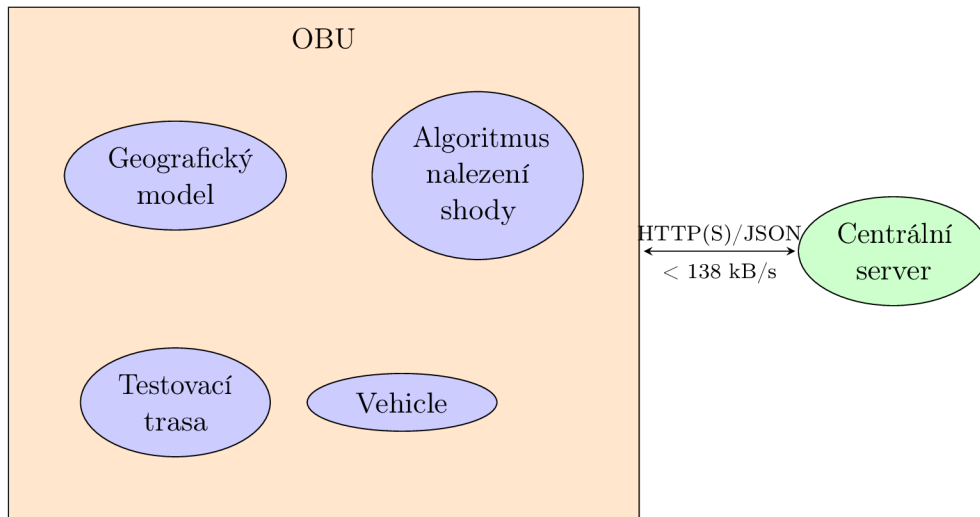 OBU
Geografický
model
Algoritmus
nalezení
shody
HTTP(S)/JSON
< 138 kB/s
Centrální
server
Testovací
trasa
Vehicle